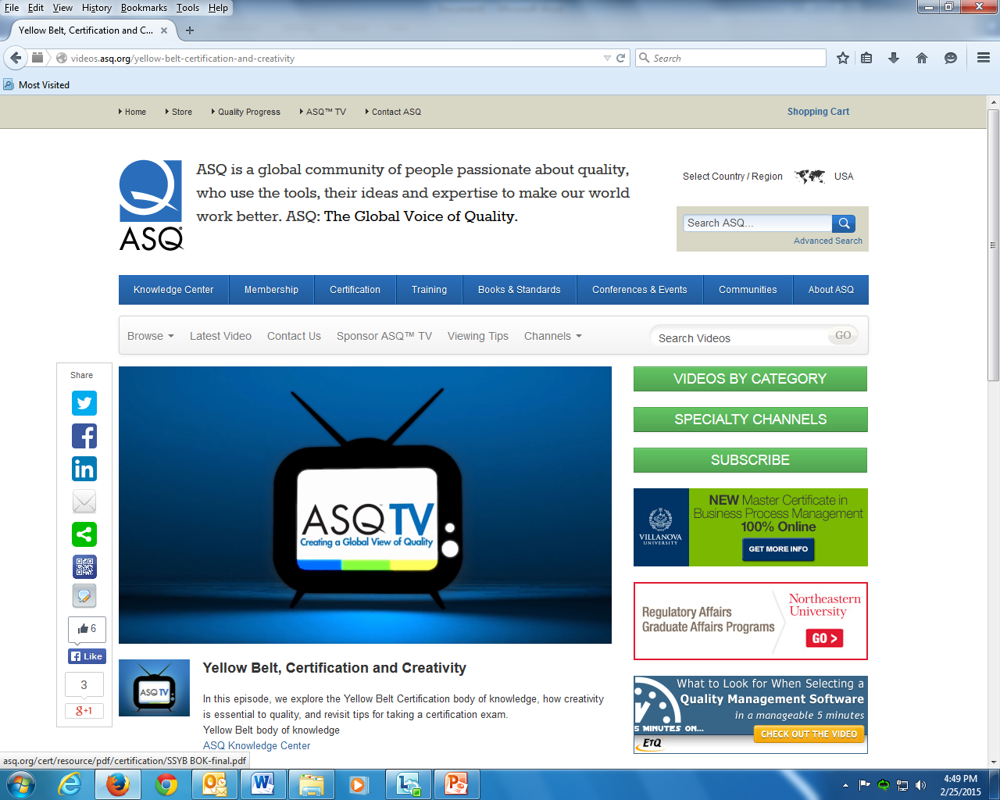 File Edit View History Bookmarks Tools Help
Yellow Belt, Certification and C...
videos.asq.org/yellow-belt-certification-and-creativity
Search
Most Visited
Home Store Quality Progress ASQ™ TV Contact ASQ Shopping Cart
ASQ is a global community of people passionate about quality,
who use the tools, their ideas and expertise to make our world
work better. ASQ: The Global Voice of Quality.
ASQ®
Select Country / Region USA
Search ASQ...
Advanced Search
Knowledge Center Membership Certification Training Books & Standards Conferences & Events Communities About ASQ
Browse Latest Video Contact Us Sponsor ASQ™ TV Viewing Tips Channels Search Videos GO
Share
6
Like
3
g+1
ASQ™TV
Creating a Global View of Quality
VIDEOS BY CATEGORY
SPECIALTY CHANNELS
SUBSCRIBE
VILLANOVA
UNIVERSITY
NEW Master Certificate in
Business Process Management
100% Online
GET MORE INFO
Regulatory Affairs
Graduate Affairs Programs
Northeastern
University
GO >
What to Look for When Selecting a
Quality Management Software
in a manageable 5 minutes
5 MINUTES ON...
EtQ
CHECK OUT THE VIDEO
ASQ TV
Yellow Belt, Certification and Creativity
In this episode, we explore the Yellow Belt Certification body of knowledge, how creativity
is essential to quality, and revisit tips for taking a certification exam.
Yellow Belt body of knowledge
ASQ Knowledge Center
asq.org/cert/resource/pdf/certification/SSYB BOK-final.pdf
4:49 PM
2/25/2015